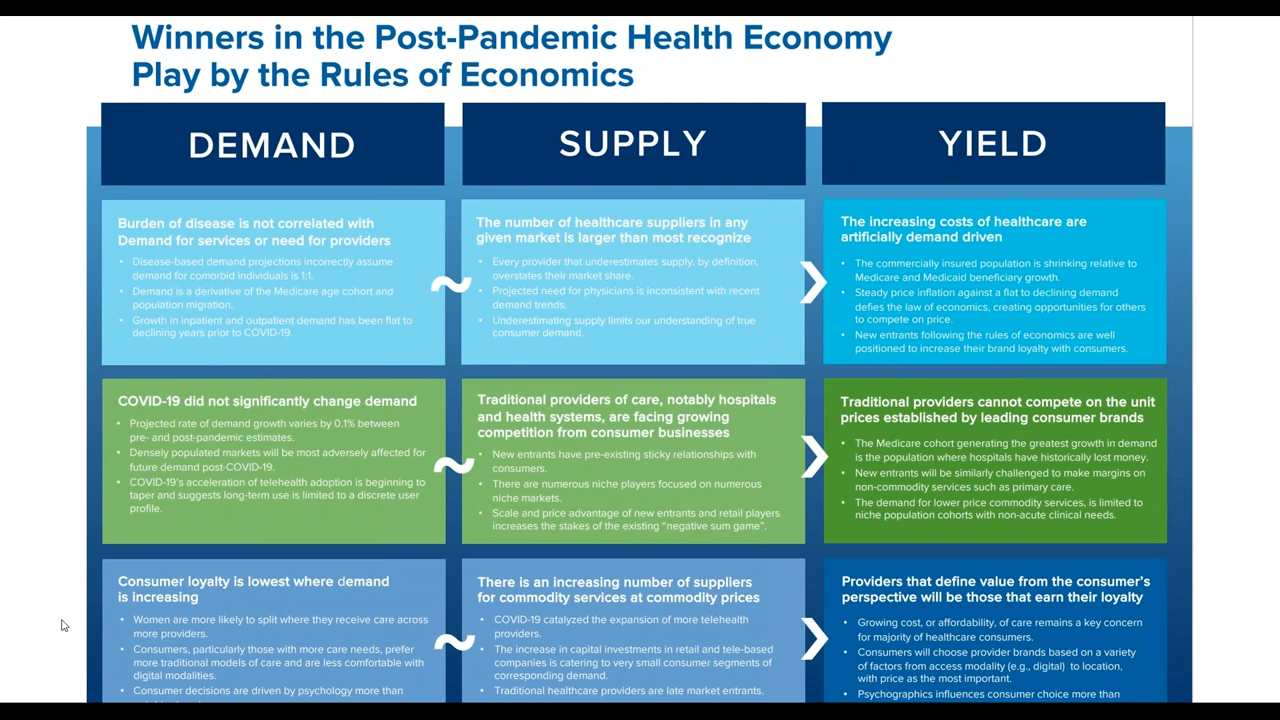 Winners in the Post-Pandemic Health Economy
Play by the Rules of Economics
DEMAND
SUPPLY
YIELD
Burden of disease is not correlated with
Demand for services or need for providers
• Disease-based demand projections incorrectly assume
demand for comorbid individuals is 1:1.
• Demand is a derivative of the Medicare age cohort and
population migration.
• Growth in inpatient and outpatient demand has been flat to
declining years prior to COVID-19.
~
The number of healthcare suppliers in any
given market is larger than most recognize
• Every provider that underestimates supply, by definition,
overstates their market share.
• Projected need for physicians is inconsistent with recent
demand trends.
• Underestimating supply limits our understanding of true
consumer demand.
The increasing costs of healthcare are
artificially demand driven
• The commercially insured population is shrinking relative to
Medicare and Medicaid beneficiary growth.
• Steady price inflation against a flat to declining demand
defies the law of economics, creating opportunities for others
to compete on price.
• New entrants following the rules of economics are well
positioned to increase their brand loyalty with consumers.
COVID-19 did not significantly change demand
• Projected rate of demand growth varies by 0.1% between
pre- and post-pandemic estimates.
• Densely populated markets will be most adversely affected for
future demand post-COVID-19.
• COVID-19's acceleration of telehealth adoption is beginning to
taper and suggests long-term use is limited to a discrete user
profile.
~
Traditional providers of care, notably hospitals
and health systems, are facing growing
competition from consumer businesses
• New entrants have pre-existing sticky relationships with
consumers.
• There are numerous niche players focused on numerous
niche markets.
• Scale and price advantage of new entrants and retail players
increases the stakes of the existing “negative sum game”.
Traditional providers cannot compete on the unit
prices established by leading consumer brands
• The Medicare cohort generating the greatest growth in demand
is the population where hospitals have historically lost money.
• New entrants will be similarly challenged to make margins on
non-commodity services such as primary care.
• The demand for lower price commodity services, is limited to
niche population cohorts with non-acute clinical needs.
Consumer loyalty is lowest where demand
is increasing
• Women are more likely to split where they receive care across
more providers.
• Consumers, particularly those with more care needs, prefer
more traditional models of care and are less comfortable with
digital modalities.
• Consumer decisions are driven by psychology more than
~
There is an increasing number of suppliers
for commodity services at commodity prices
• COVID-19 catalyzed the expansion of more telehealth
providers.
• The increase in capital investments in retail and tele-based
companies is catering to very small consumer segments of
corresponding demand.
• Traditional healthcare providers are late market entrants.
Providers that define value from the consumer's
perspective will be those that earn their loyalty
• Growing cost, or affordability, of care remains a key concern
for majority of healthcare consumers.
• Consumers will choose provider brands based on a variety
of factors from access modality (e.g., digital) to location,
with price as the most important.
• Psychographics influences consumer choice more than